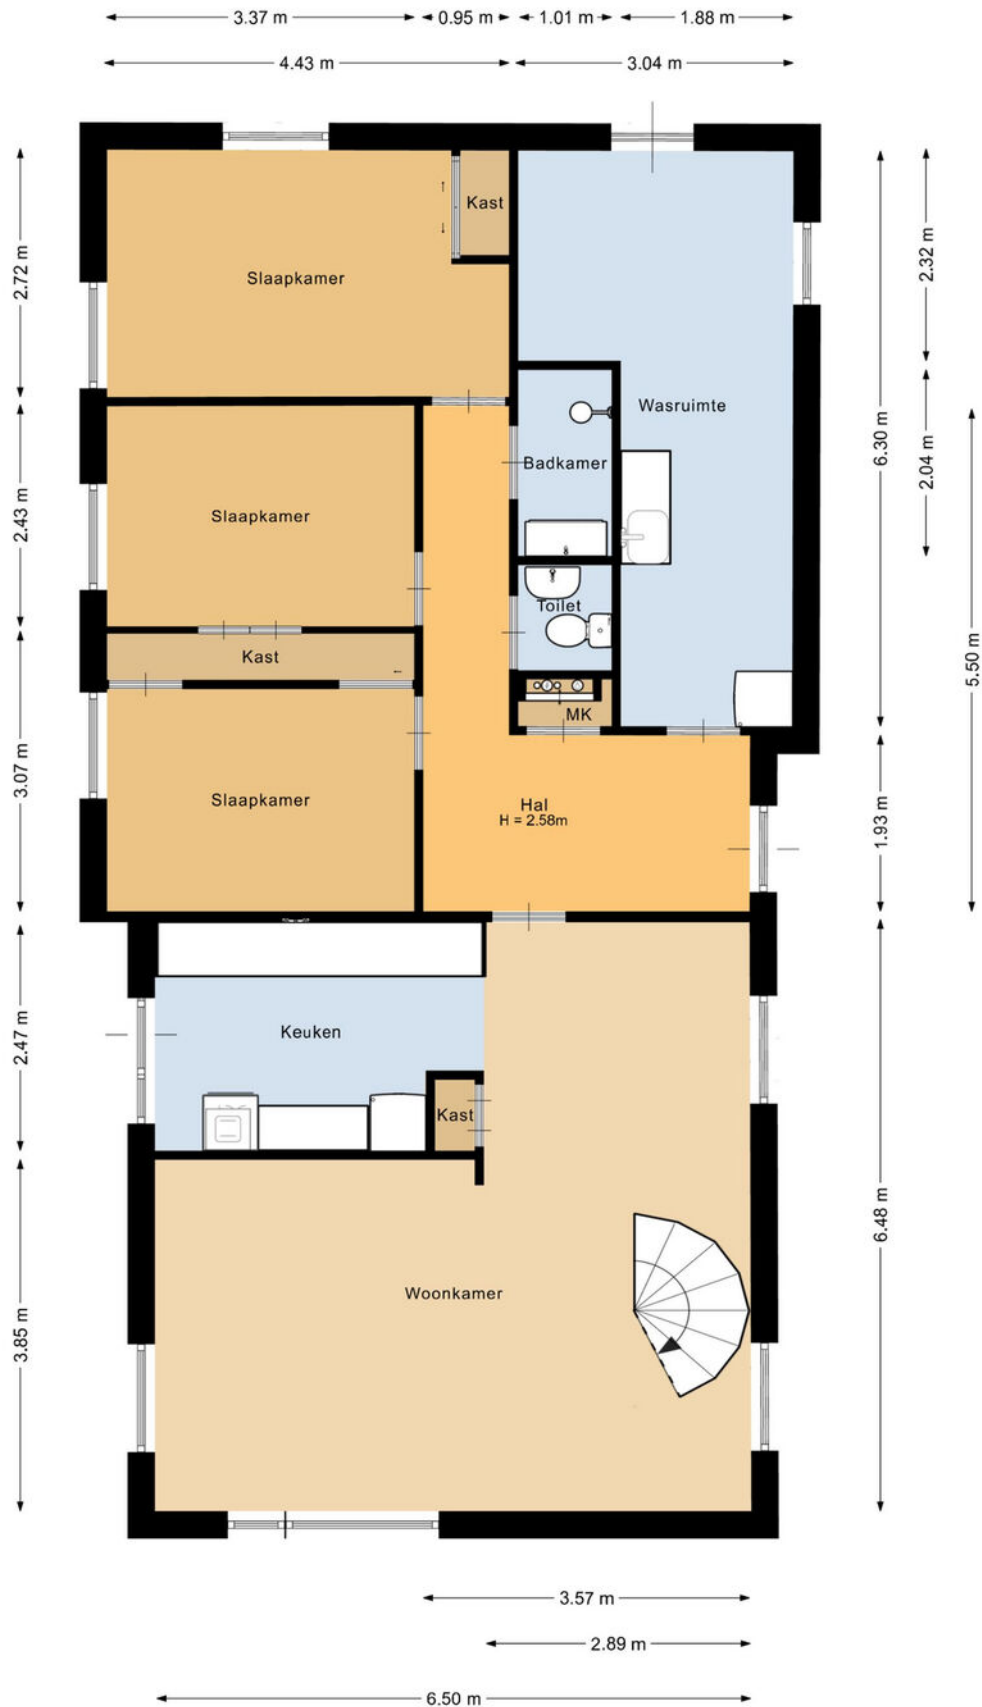 3.37 m
0.95 m
1.01 m
1.88 m
4.43 m
3.04 m
Kast
2.72 m
Slaapkamer
2.32 m
Wasruimte
6.30 m
2.04 m
Badkamer
2.43 m
Slaapkamer
Toilet
Kast
5.50 m
MK
3.07 m
Slaapkamer
Hal
H = 2.58m
1.93 m
2.47 m
Keuken
Kast
6.48 m
Woonkamer
3.85 m
3.57 m
2.89 m
6.50 m